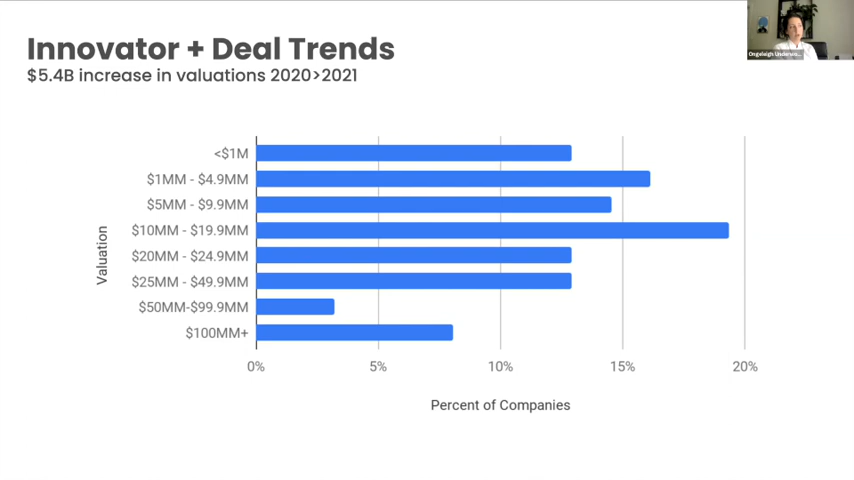 Innovator + Deal Trends
$5.4B increase in valuations 2020>2021
Ongeleigh Underwo...
<$1M
$1MM - $4.9MM
$5MM - $9.9MM
$10MM - $19.9MM
$20MM - $24.9MM
$25MM - $49.9MM
$50MM-$99.9MM
$100MM+
Valuation
0%
5%
10%
15%
20%
Percent of Companies